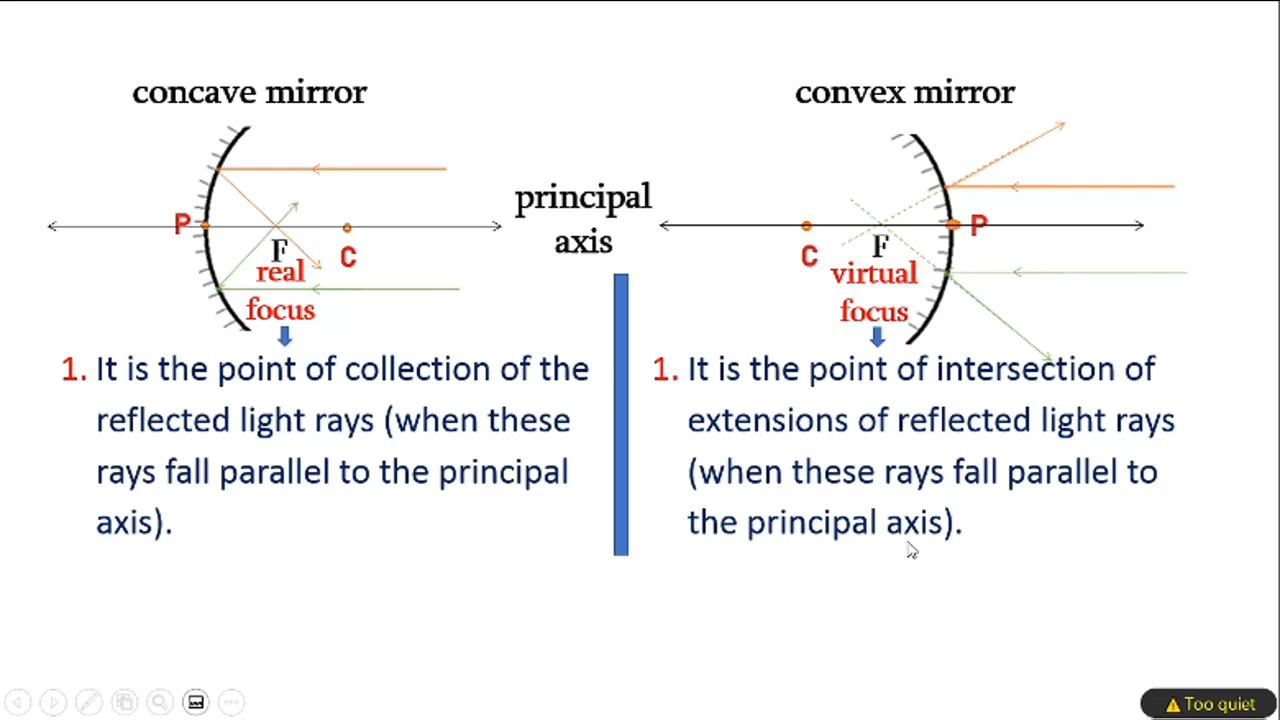 concave mirror
P
F
C
real
focus
1. It is the point of collection of the
reflected light rays (when these
rays fall parallel to the principal
axis).
principal
axis
convex mirror
C
F
P
virtual
focus
1. It is the point of intersection of
extensions of reflected light rays
(when these rays fall parallel to
the principal axis).
Too quiet